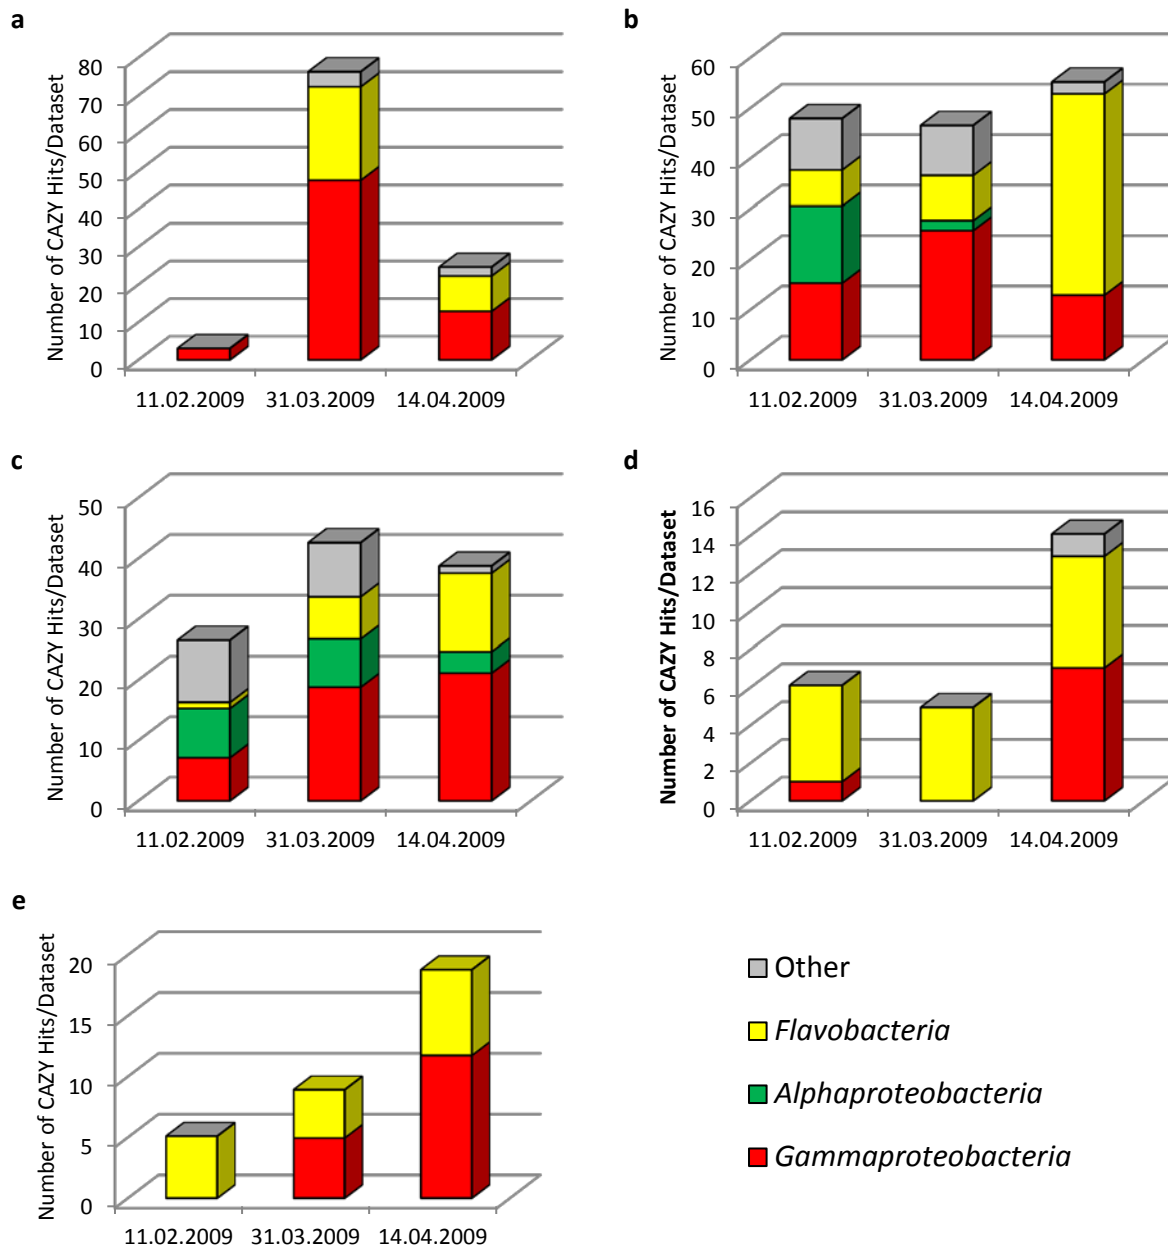 a
Number of CAZY Hits/Dataset
80
70
60
50
40
30
20
10
0
11.02.2009 31.03.2009 14.04.2009
b
Number of CAZY Hits/Dataset
60
50
40
30
20
10
0
11.02.2009 31.03.2009 14.04.2009
c
Number of CAZY Hits/Dataset
50
40
30
20
10
0
11.02.2009 31.03.2009 14.04.2009
d
Number of CAZY Hits/Dataset
16
14
12
10
8
6
4
2
0
11.02.2009 31.03.2009 14.04.2009
e
Number of CAZY Hits/Dataset
20
15
10
5
0
11.02.2009 31.03.2009 14.04.2009
Other
Flavobacteria
Alphaproteobacteria
Gammaproteobacteria